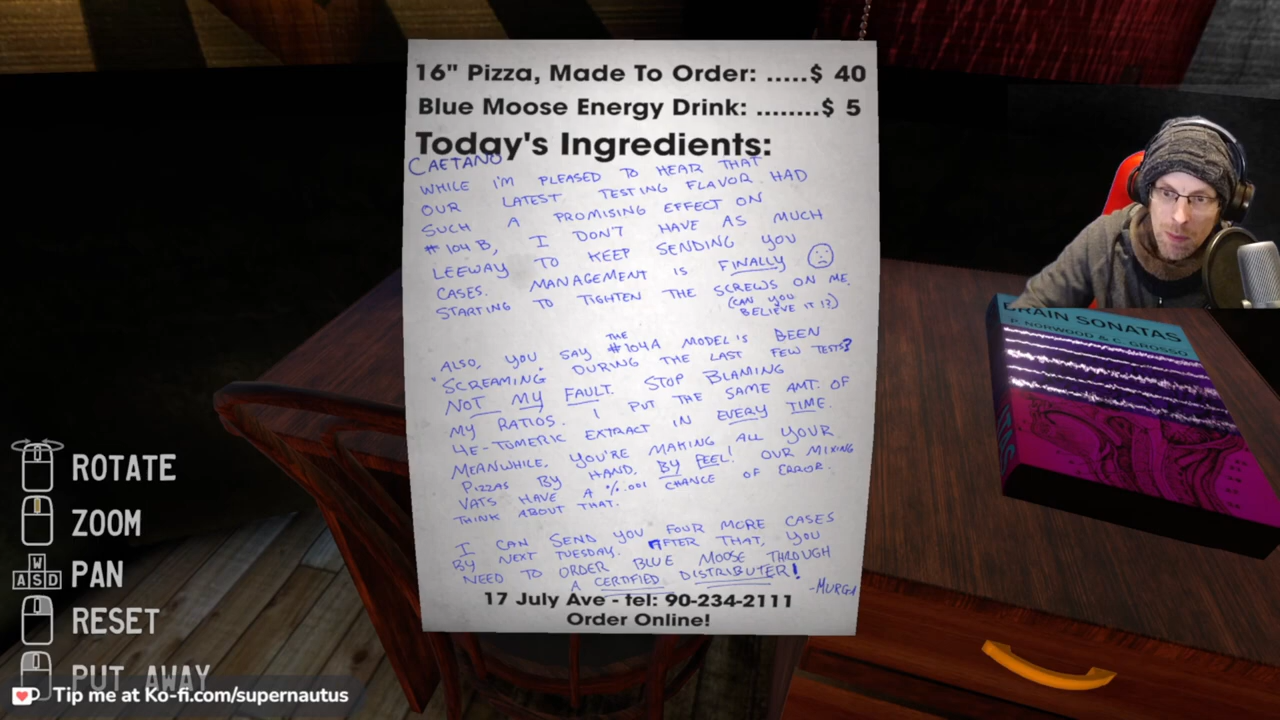 16" Pizza, Made To Order: .....$ 40
Blue Moose Energy Drink: ........$ 5
Today's Ingredients:
CAETANO
WHILE I'M PLEASED TO HEAR THAT
OUR LATEST TESTING FLAVOR HAD
SUCH A PROMISING EFFECT ON
#104B, I DON'T HAVE AS MUCH
LEEWAY TO KEEP SENDING YOU
CASES. MANAGEMENT IS FINALLY
STARTING TO TIGHTEN THE SCREWS ON ME.
(CAN YOU
BELIEVE IT!?)
ALSO, YOU SAY THE #104A MODEL IS BEEN
"SCREAMING" DURING THE LAST FEW TESTS?
NOT MY FAULT. STOP BLAMING
MY RATIOS. I PUT THE SAME AMT. OF
4E-TOMERIC EXTRACT IN EVERY TIME.
MEANWHILE, YOU'RE MAKING ALL YOUR
PIZZAS BY HAND, BY FEEL! OUR MIXING
VATS HAVE A %.001 CHANCE OF ERROR.
THINK ABOUT THAT.
I CAN SEND YOU FOUR MORE CASES
BY NEXT TUESDAY. AFTER THAT, YOU
NEED TO ORDER BLUE MOOSE THROUGH
A CERTIFIED DISTRIBUTER!
-MURGA
17 July Ave - tel: 90-234-2111
Order Online!
BRAIN SONATAS
P. NORWOOD & C. GROSSO
ROTATE
ZOOM
W
A S D
PAN
RESET
PUT AWAY
Tip me at Ko-fi.com/supernautus